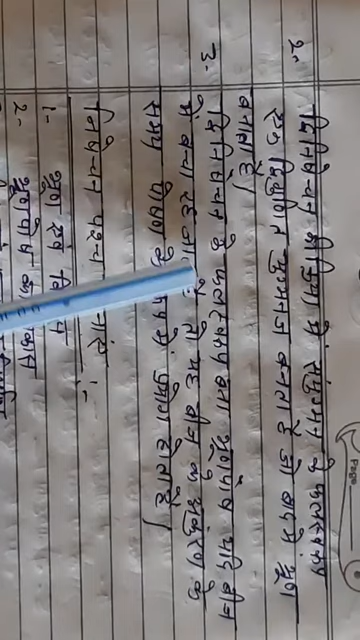 2.- द्विनिषेचन की क्रिया में संयुग्मन के फलस्वरूप
एक द्विगुणित युग्मनज बनता है जो बाद में भ्रूण
बनाता है।
3.- द्विनिषेचन के फलस्वरूप बना भ्रूणपोष यदि बीज
में बना रहे तो यह बीज के अंकुरण के
समय पोषण के रूप में प्रयोग होता है।
निषेचन पश्च
1- भ्रूण एवं
2- भ्रूणपोष का विकास
Page